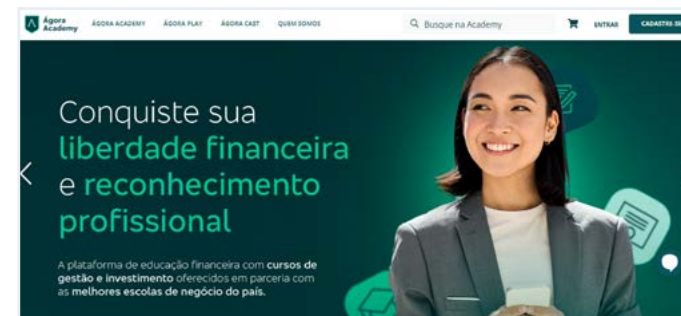 Ágora Academy
ÁGORA ACADEMY ÁGORA PLAY ÁGORA CAST QUEM SOMOS
Busque na Academy
ENTRAR
CADASTRE-SE
Conquiste sua
liberdade financeira
e reconhecimento
profissional
A plataforma de educação financeira com cursos de
gestão e investimento oferecidos em parceria com
as melhores escolas de negócio do país.